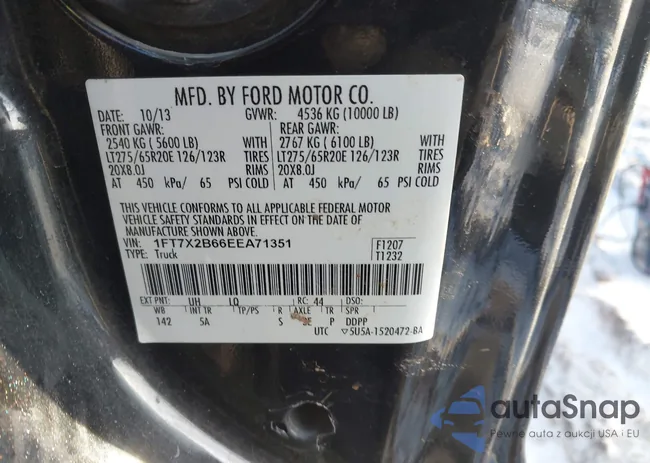 MFD. BY FORD MOTOR CO.
DATE: 10/13 GVWR: 4536 KG (10000 LB)
FRONT GAWR: REAR GAWR:
2540 KG ( 5600 LB) WITH 2767 KG ( 6100 LB) WITH
LT275/65R20E 126/123R TIRES LT275/65R20E 126/123R TIRES
20X8.0J RIMS 20X8.0J RIMS
AT 450 kPa/ 65 PSI COLD AT 450 kPa/ 65 PSI COLD
THIS VEHICLE CONFORMS TO ALL APPLICABLE FEDERAL MOTOR
VEHICLE SAFETY STANDARDS IN EFFECT ON THE DATE OF
MANUFACTURE SHOWN ABOVE.
VIN: 1FT7X2B66EEA71351 F1207
TYPE: Truck T1232
EXT PNT: UH LQ RC: 44 DSO:
WB INT TR TP/PS R AXLE TR SPR
142 5A S P DDPP
UTC ▽5U5A-1520472-BA
autoSnap
Pewne auta z aukcji USA i EU